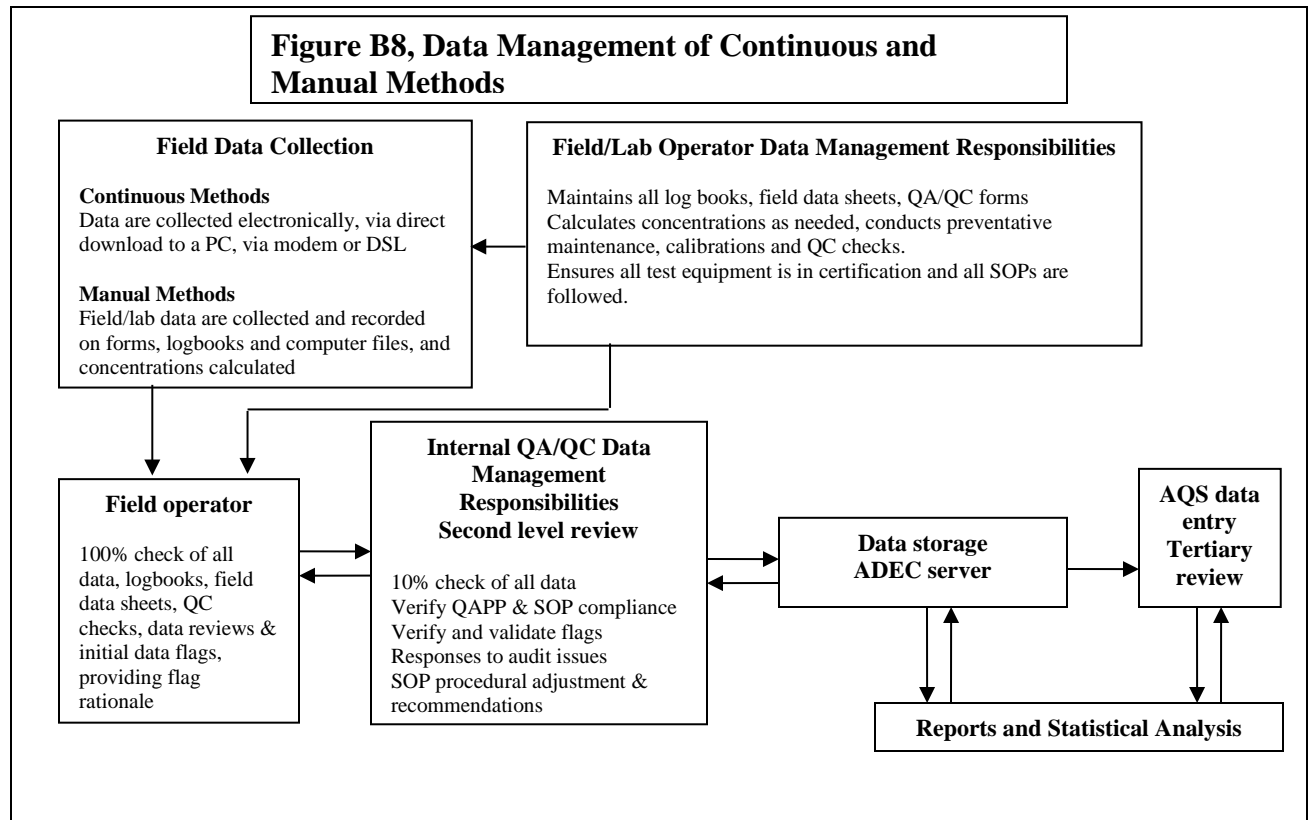 Figure B8, Data Management of Continuous and
Manual Methods
Field Data Collection
Continuous Methods
Data are collected electronically, via direct
download to a PC, via modem or DSL
Manual Methods
Field/lab data are collected and recorded
on forms, logbooks and computer files, and
concentrations calculated
Field/Lab Operator Data Management Responsibilities
Maintains all log books, field data sheets, QA/QC forms
Calculates concentrations as needed, conducts preventative
maintenance, calibrations and QC checks.
Ensures all test equipment is in certification and all SOPs are
followed.
Field operator
100% check of all
data, logbooks, field
data sheets, QC
checks, data reviews &
initial data flags,
providing flag
rationale
Internal QA/QC Data
Management
Responsibilities
Second level review
10% check of all data
Verify QAPP & SOP compliance
Verify and validate flags
Responses to audit issues
SOP procedural adjustment &
recommendations
Data storage
ADEC server
AQS data
entry
Tertiary
review
Reports and Statistical Analysis